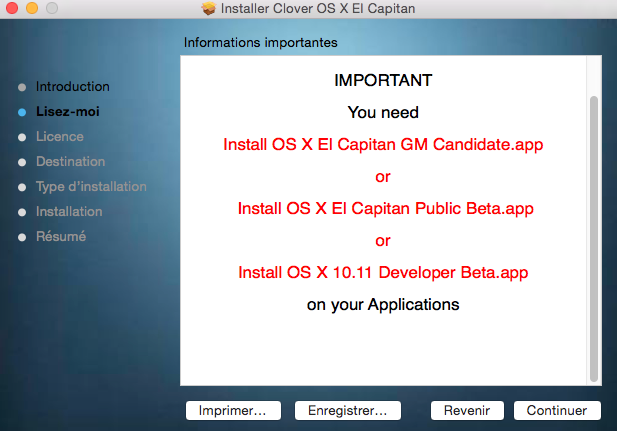 Installer Clover OS X El Capitan
Informations importantes
Introduction
Lisez-moi
Licence
Destination
Type d'installation
Installation
Résumé
IMPORTANT
You need
Install OS X El Capitan GM Candidate.app
or
Install OS X El Capitan Public Beta.app
or
Install OS X 10.11 Developer Beta.app
on your Applications
Imprimer...
Enregistrer...
Revenir
Continuer